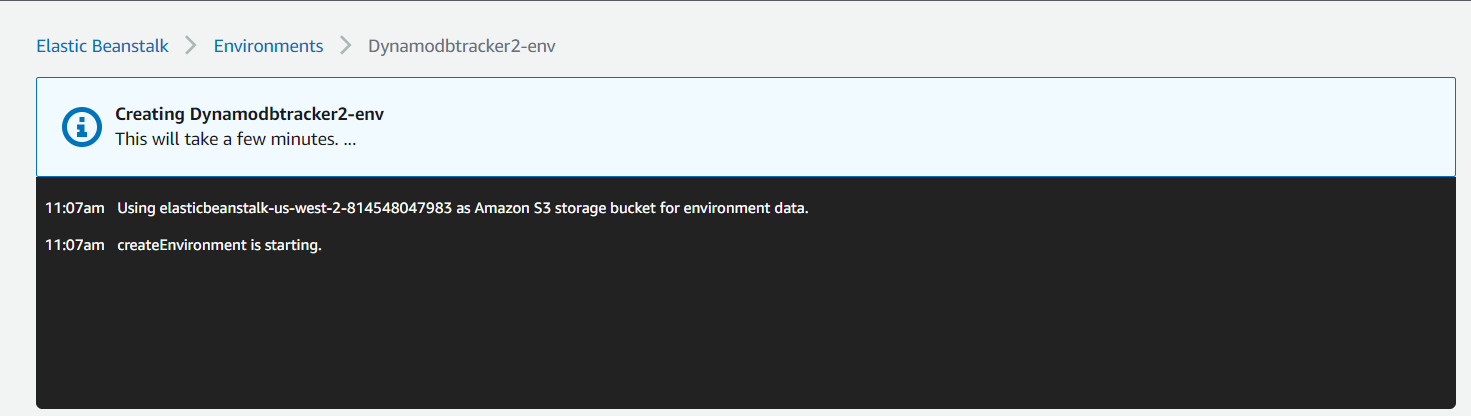 Elastic Beanstalk > Environments > Dynamodbtracker2-env
Creating Dynamodbtracker2-env
This will take a few minutes. ...
11:07am Using elasticbeanstalk-us-west-2-814548047983 as Amazon S3 storage bucket for environment data.
11:07am createEnvironment is starting.